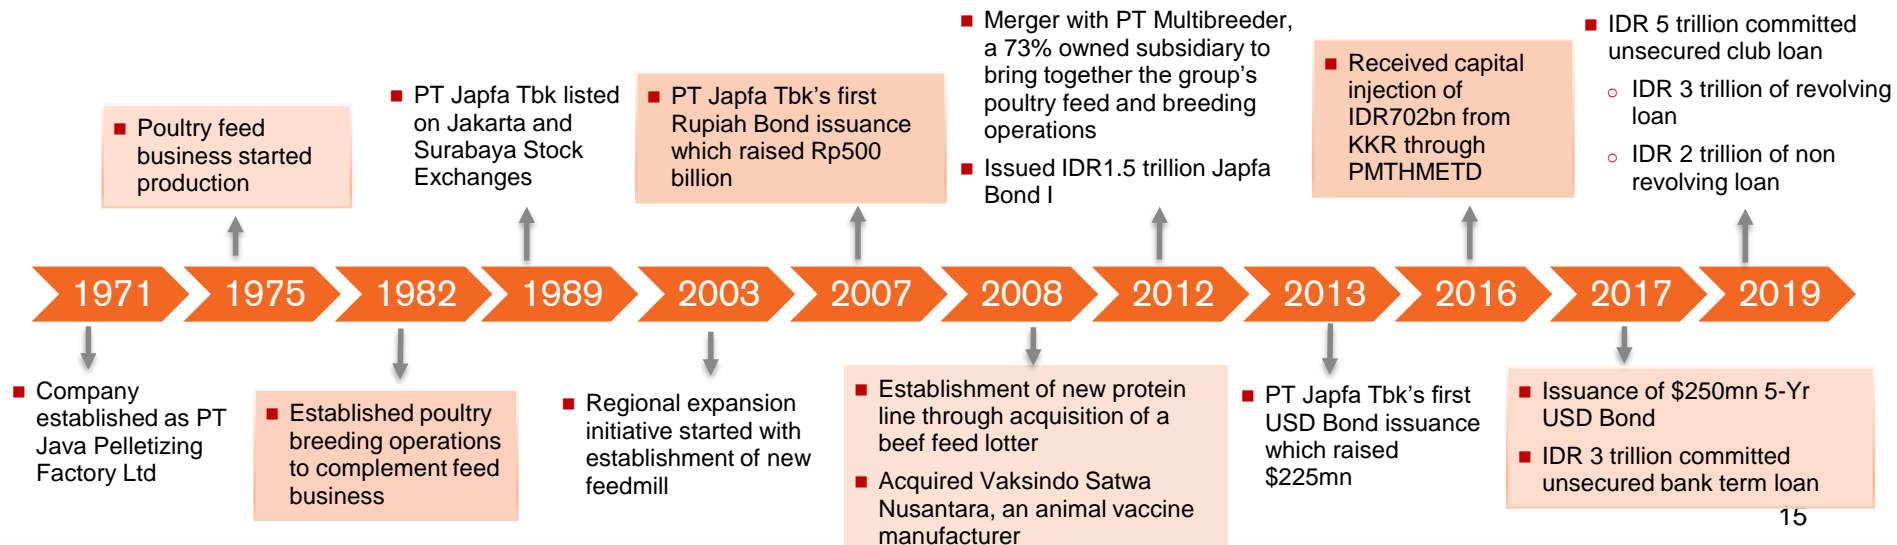 Poultry feed
business started
production
PT Japfa Tbk listed
on Jakarta and
Surabaya Stock
Exchanges
PT Japfa Tbk's first
Rupiah Bond issuance
which raised Rp500
billion
Merger with PT Multibreeder,
a 73% owned subsidiary to
bring together the group's
poultry feed and breeding
operations
Issued IDR1.5 trillion Japfa
Bond I
Received capital
injection of
IDR702bn from
KKR through
PMTHMETD
IDR 5 trillion committed
unsecured club loan
IDR 3 trillion of revolving
loan
IDR 2 trillion of non
revolving loan
1971
1975
1982
1989
2003
2007
2008
2012
2013
2016
2017
2019
Company
established as PT
Java Pelletizing
Factory Ltd
Established poultry
breeding operations
to complement feed
business
Regional expansion
initiative started with
establishment of new
feedmill
Establishment of new protein
line through acquisition of a
beef feed lotter
Acquired Vaksindo Satwa
Nusantara, an animal vaccine
manufacturer
PT Japfa Tbk's first
USD Bond issuance
which raised
$225mn
Issuance of $250mn 5-Yr
USD Bond
IDR 3 trillion committed
unsecured bank term loan
15